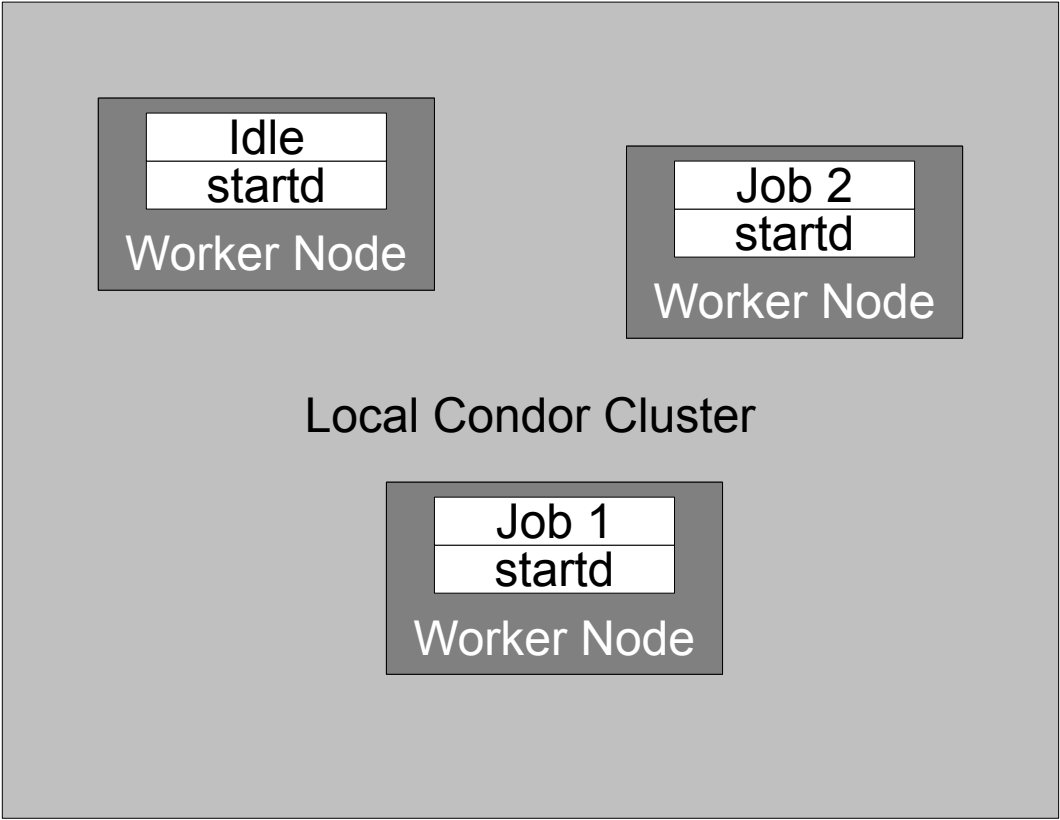 Idle
startd
Worker Node
Job 2
startd
Worker Node
Local Condor Cluster
Job 1
startd
Worker Node